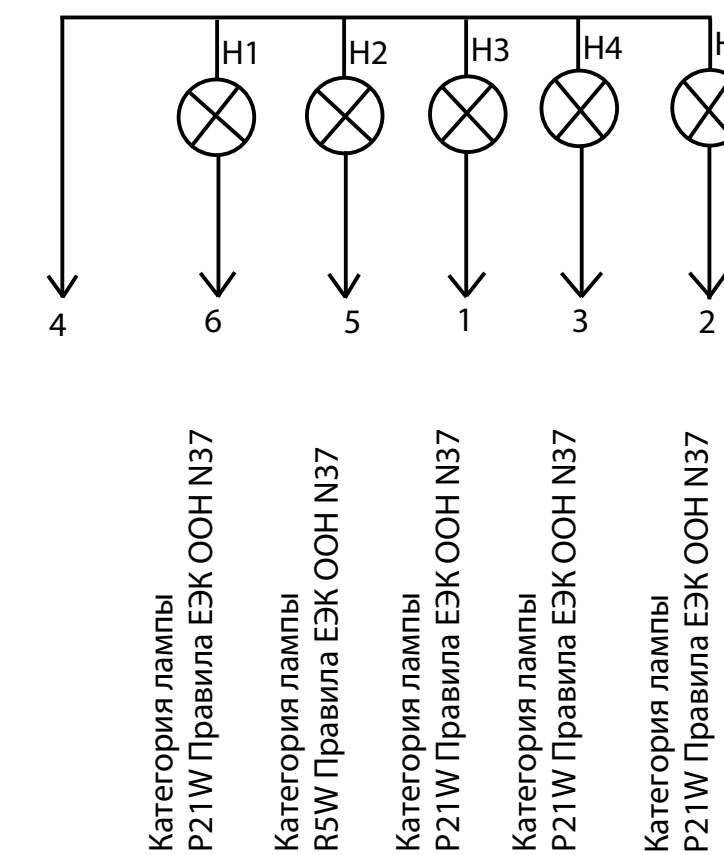 H1
H2
H3
H4
4
6
5
1
3
2
Категория лампы
P21W Правила ЕЭК ООН N37
Категория лампы
R5W Правила ЕЭК ООН N37
Категория лампы
P21W Правила ЕЭК ООН N37
Категория лампы
P21W Правила ЕЭК ООН N37
Категория лампы
P21W Правила ЕЭК ООН N37